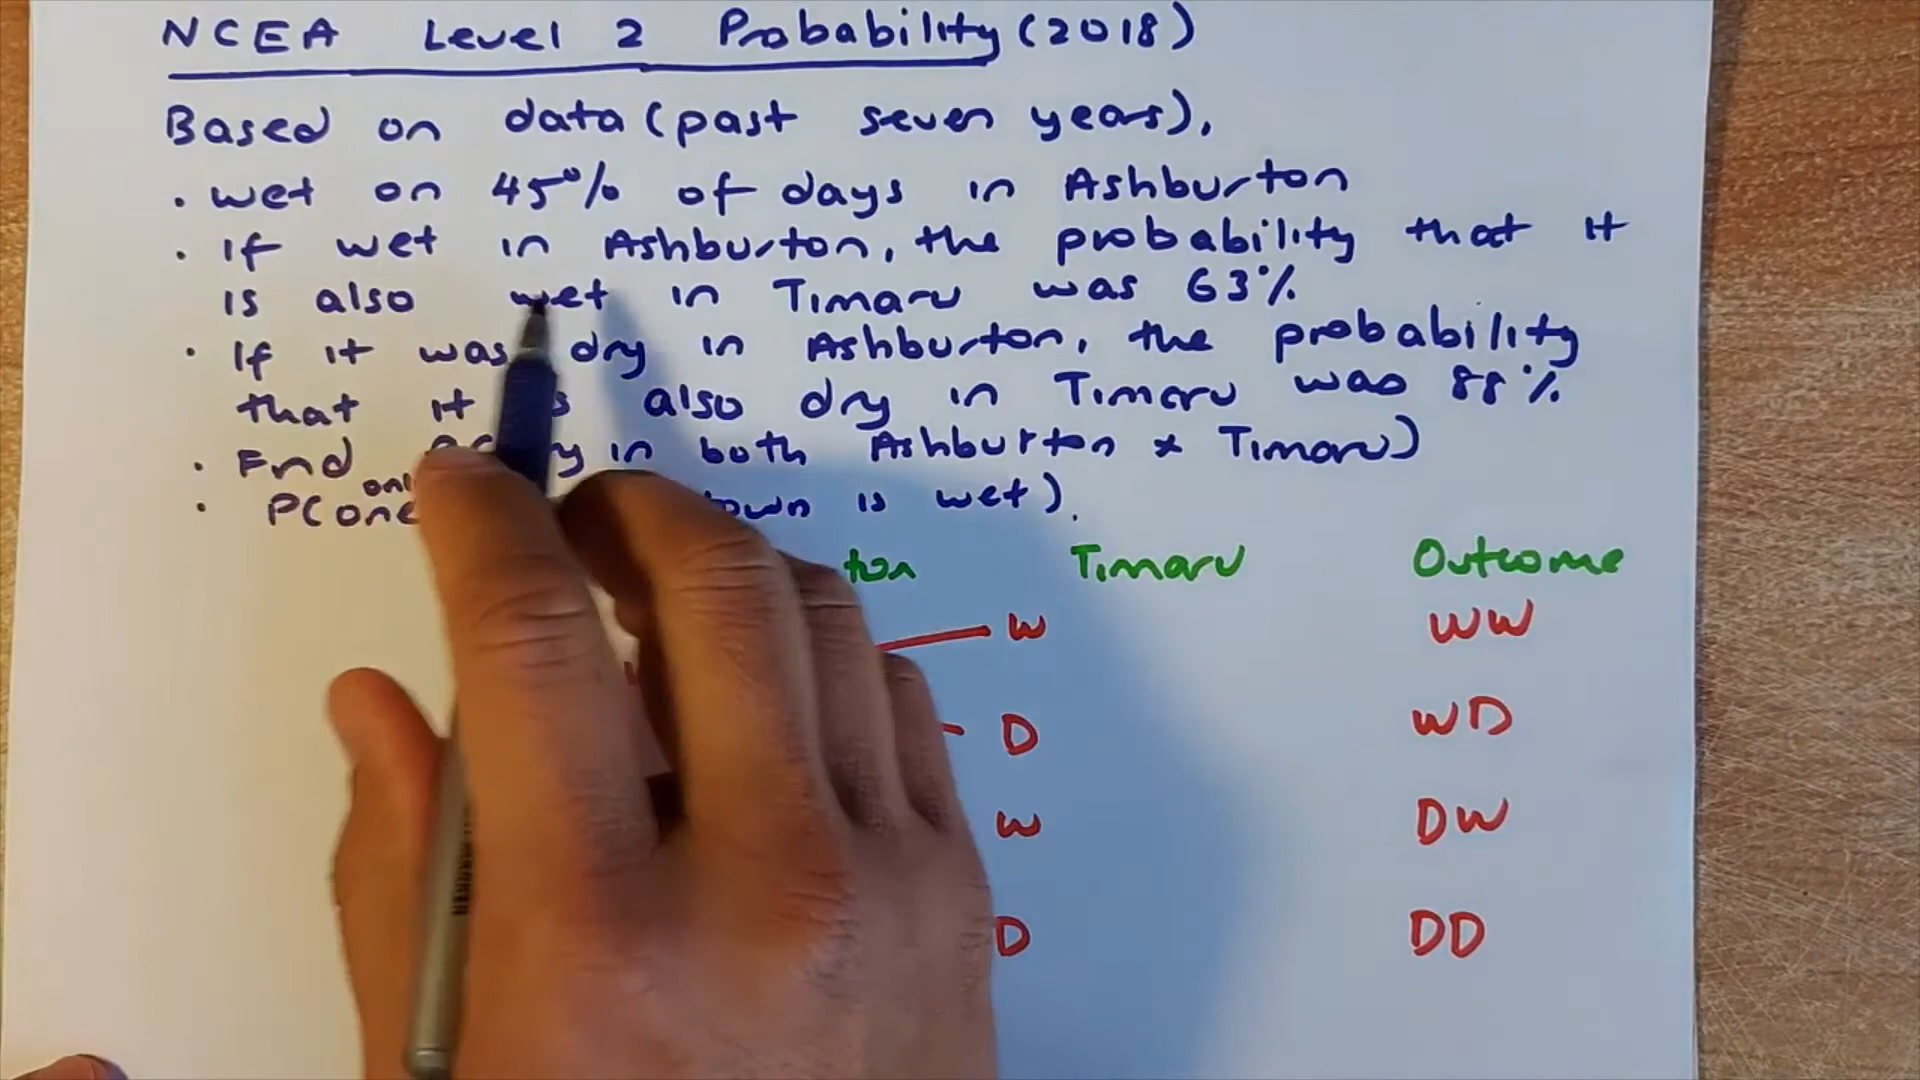 NCEA Level 2 Probability (2018)
Based on data (past seven years),
. wet on 45% of days in Ashburton
. If wet in Ashburton, the probability that it
is also wet in Timaru was 63%
. If it was dry in Ashburton, the probability
that it also dry in Timaru was 88%
. Find in both Ashburton & Timaru)
. P(one is wet).
Timaru Outcome
W WW
D WD
W DW
D DD